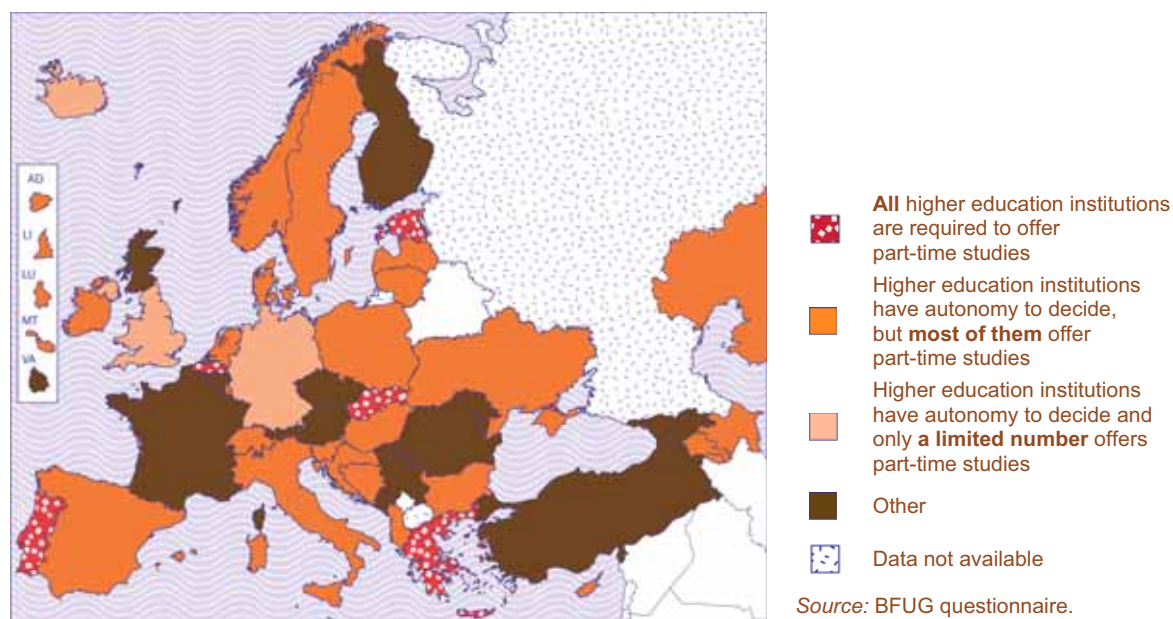 AD
LI
LU
MT
VA
All higher education institutions
are required to offer
part-time studies
Higher education institutions
have autonomy to decide,
but most of them offer
part-time studies
Higher education institutions
have autonomy to decide and
only a limited number offers
part-time studies
Other
Data not available
Source: BFUG questionnaire.